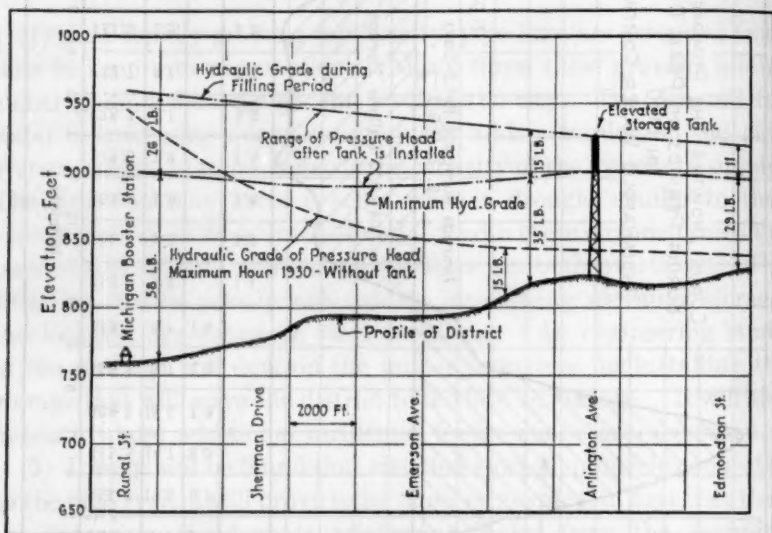 1000
950
900
850
800
750
700
650
Elevation-Feet
Hydraulic Grade during
Filling Period
Elevated
Storage Tank
Range of Pressure Head
after Tank is Installed
26 LB.
15 LB.
11
Minimum Hyd. Grade
35 LB.
29 LB.
Hydraulic Grade of Pressure Head
Maximum Hour 1930-Without Tank
58 LB.
15 LB.
Michigan Booster Station
Profile of District
2000 Ft.
Rural St.
Sherman Drive
Emerson Ave.
Arlington Ave.
Edmondson St.